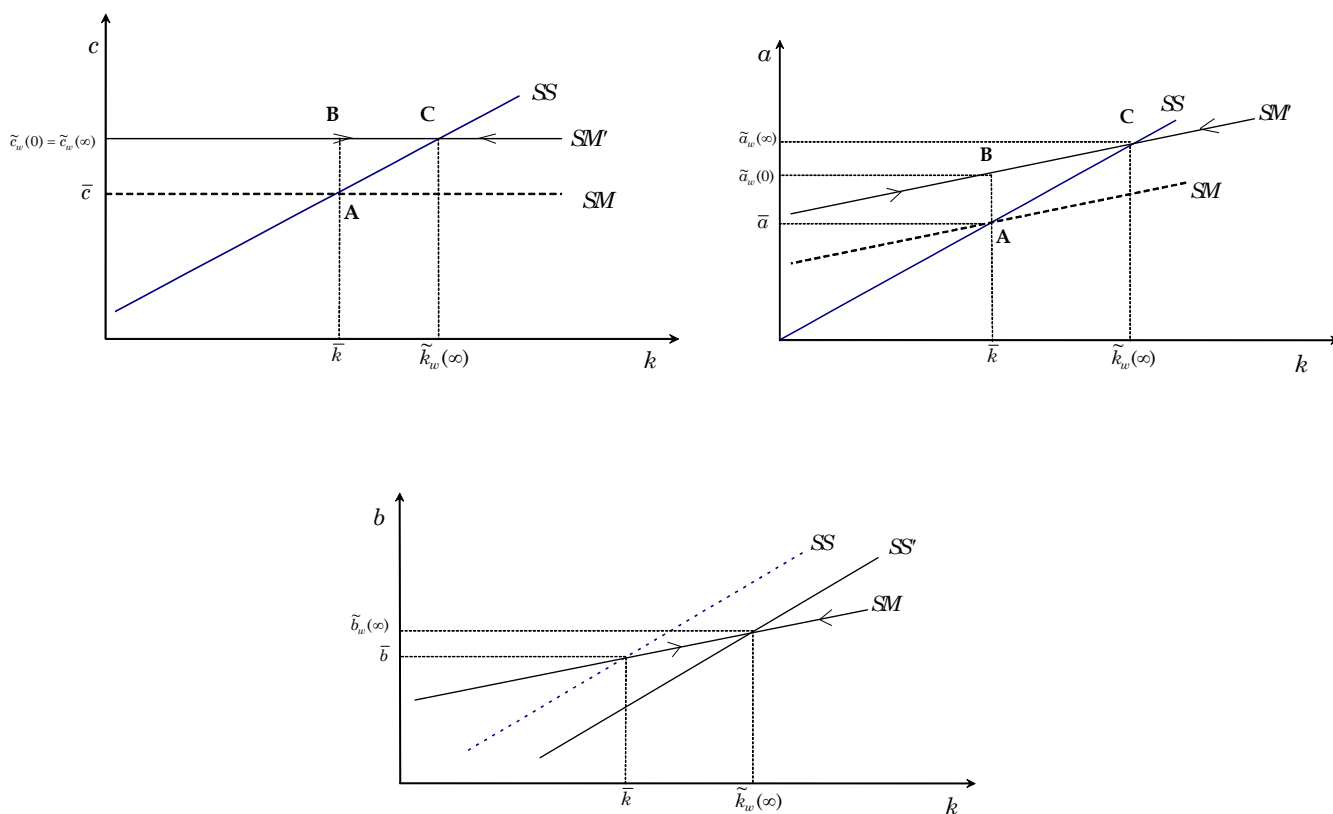 c
SS
B
C
c̃_w(0) = c̃_w(∞)
SM′
c̄
SM
A
k̄
k̃_w(∞)
k
a
SS
SM′
C
ã_w(∞)
B
ã_w(0)
SM
ā
A
k̄
k̃_w(∞)
k
b
SS
SS′
SM
b̃_w(∞)
b̄
k̄
k̃_w(∞)
k